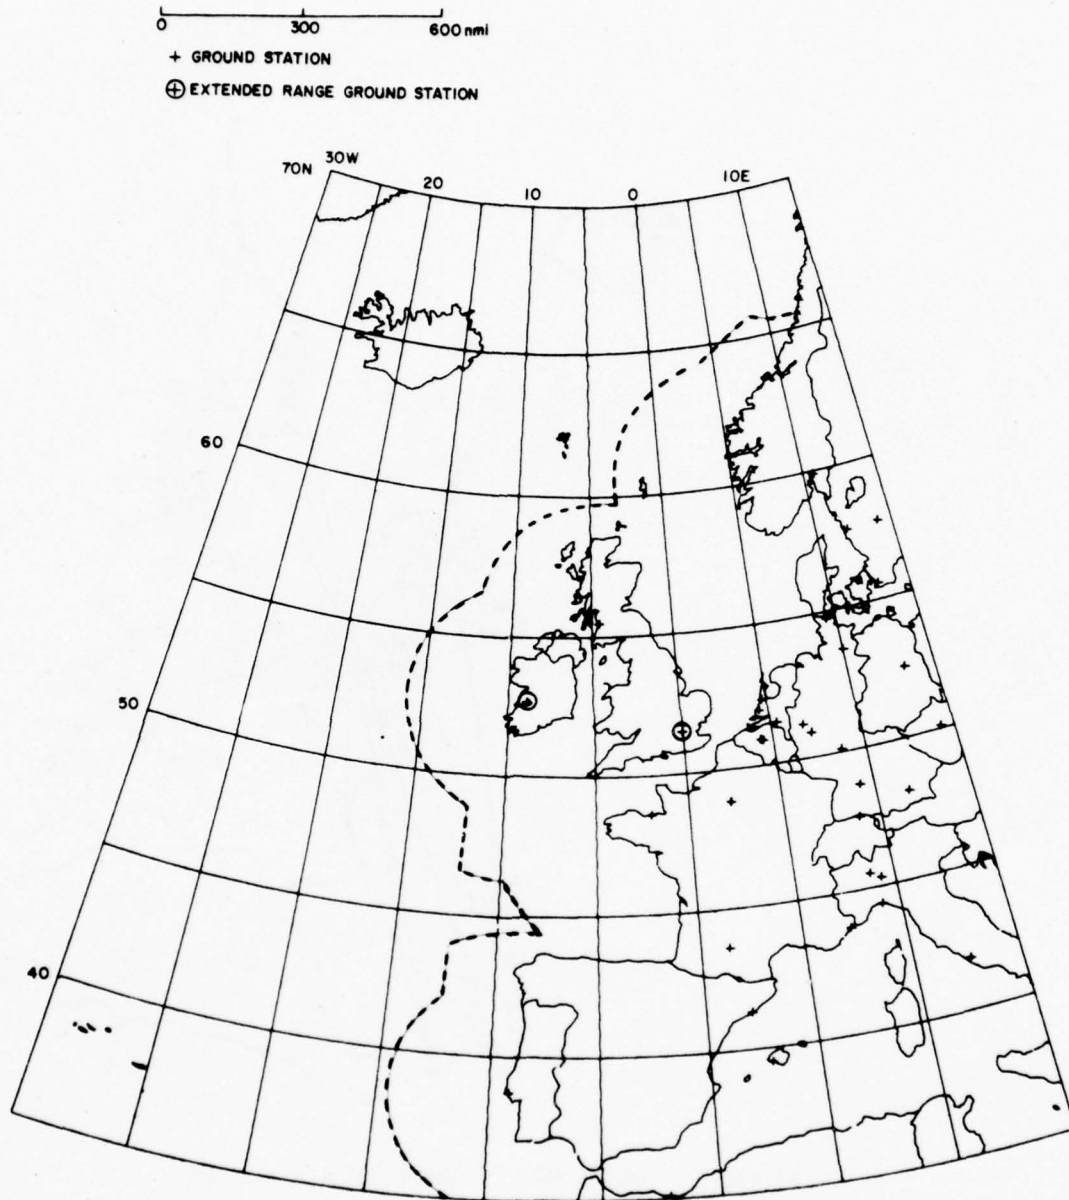 0 300 600 nmi
+ GROUND STATION
⊕ EXTENDED RANGE GROUND STATION
70N 30W 20 10 0 10E
60
50
40